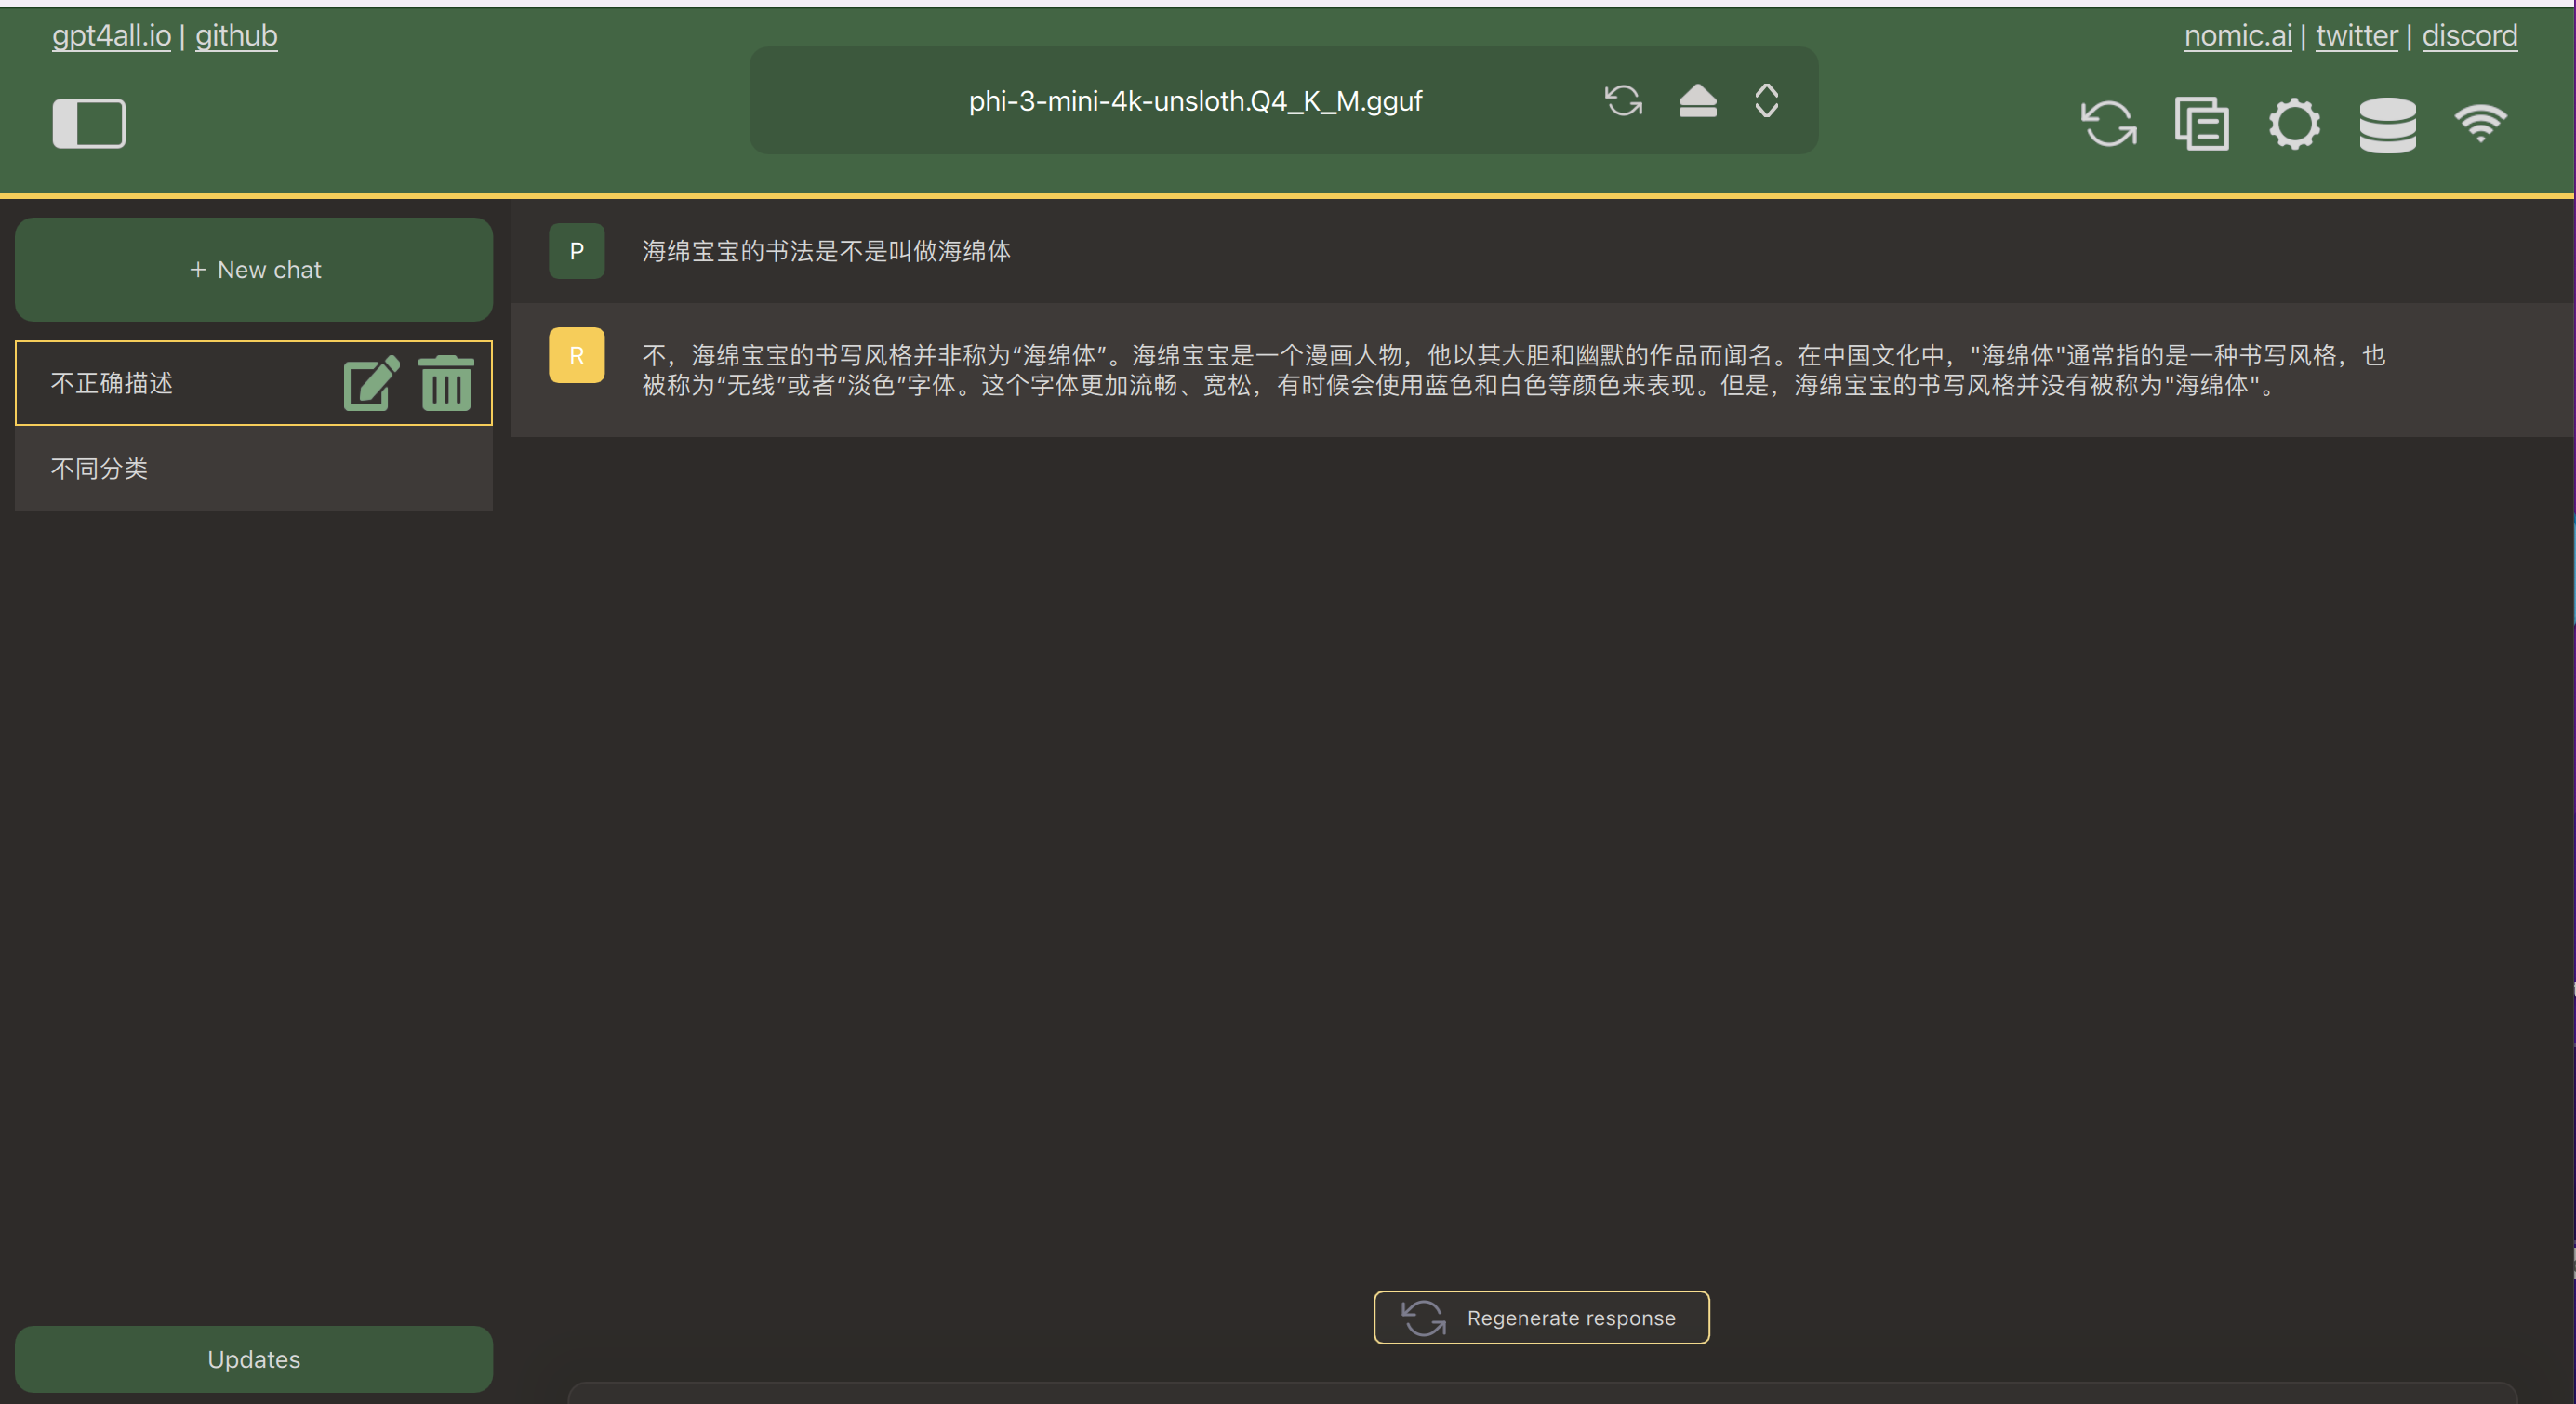 gpt4all.io | github
nomic.ai | twitter | discord
phi-3-mini-4k-unsloth.Q4_K_M.gguf
+ New chat
不正确描述
不同分类
P
海绵宝宝的书法是不是叫做海绵体
R
不，海绵宝宝的书写风格并非称为“海绵体”。海绵宝宝是一个漫画人物，他以其大胆和幽默的作品而闻名。在中国文化中，"海绵体"通常指的是一种书写风格，也
被称为“无线”或者“淡色”字体。这个字体更加流畅、宽松，有时候会使用蓝色和白色等颜色来表现。但是，海绵宝宝的书写风格并没有被称为"海绵体"。
Regenerate response
Updates